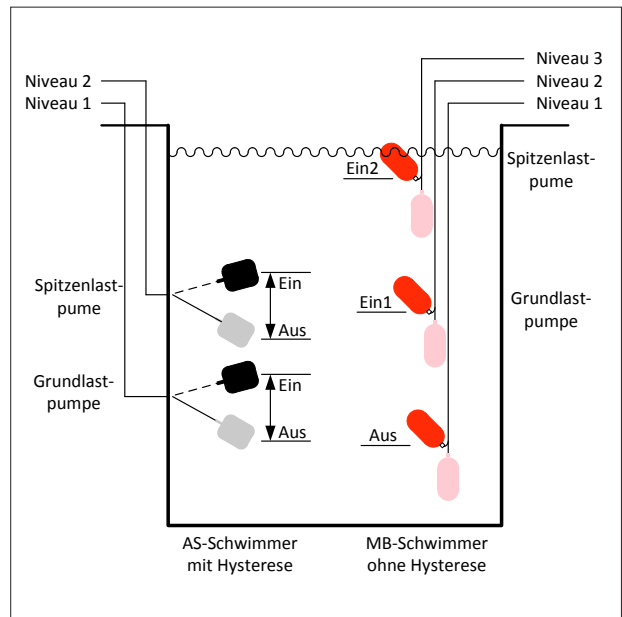 Niveau 3
Niveau 2
Niveau 1
Niveau 2
Niveau 1
Ein2
Spitzenlast-
pume
Spitzenlast-
pume
Ein
Aus
Ein1
Grundlast-
pumpe
Grundlast-
pumpe
Ein
Aus
Aus
AS-Schwimmer
mit Hysterese
MB-Schwimmer
ohne Hysterese